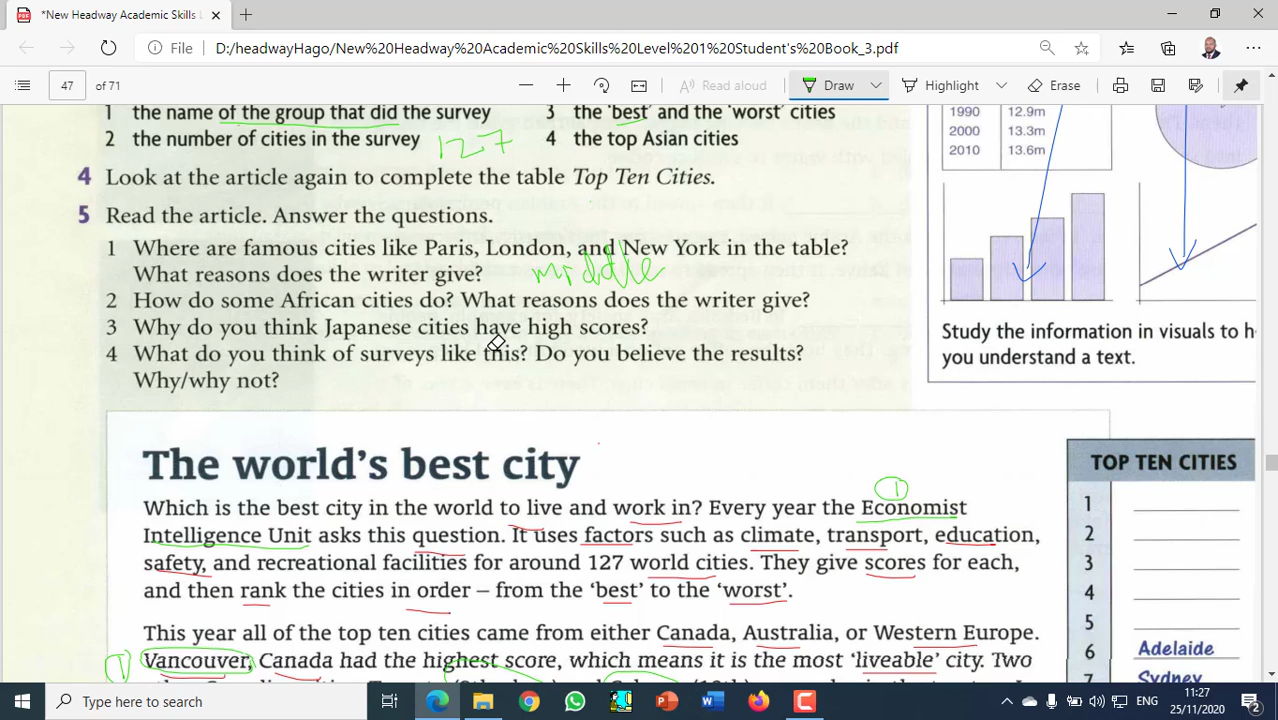 *New Headway Academic Skills L
File
D:/headwayHago/New%20Headway%20Academic%20Skills%20Level%201%20Student's%20Book_3.pdf
47 of 71
Read aloud
Draw
Highlight
Erase
1 the name of the group that did the survey
3 the 'best' and the 'worst' cities
2 the number of cities in the survey 127
4 the top Asian cities
4 Look at the article again to complete the table Top Ten Cities.
5 Read the article. Answer the questions.
Where are famous cities like Paris, London, and New York in the table?
What reasons does the writer give? middle
2 How do some African cities do? What reasons does the writer give?
3 Why do you think Japanese cities have high scores?
4 What do you think of surveys like this? Do you believe the results?
Why/why not?
1990 12.9m
2000 13.3m
2010 13.6m
Study the information in visuals to h
you understand a text.
The world's best city
1
Which is the best city in the world to live and work in? Every year the Economist
Intelligence Unit asks this question. It uses factors such as climate, transport, education,
safety, and recreational facilities for around 127 world cities. They give scores for each,
and then rank the cities in order – from the 'best' to the 'worst'.
This year all of the top ten cities came from either Canada, Australia, or Western Europe.
1 Vancouver, Canada had the highest score, which means it is the most 'liveable' city. Two
TOP TEN CITIES
1
2
3
4
5
6 Adelaide
7 Sydney
Type here to search
ENG
11:27
25/11/2020
2